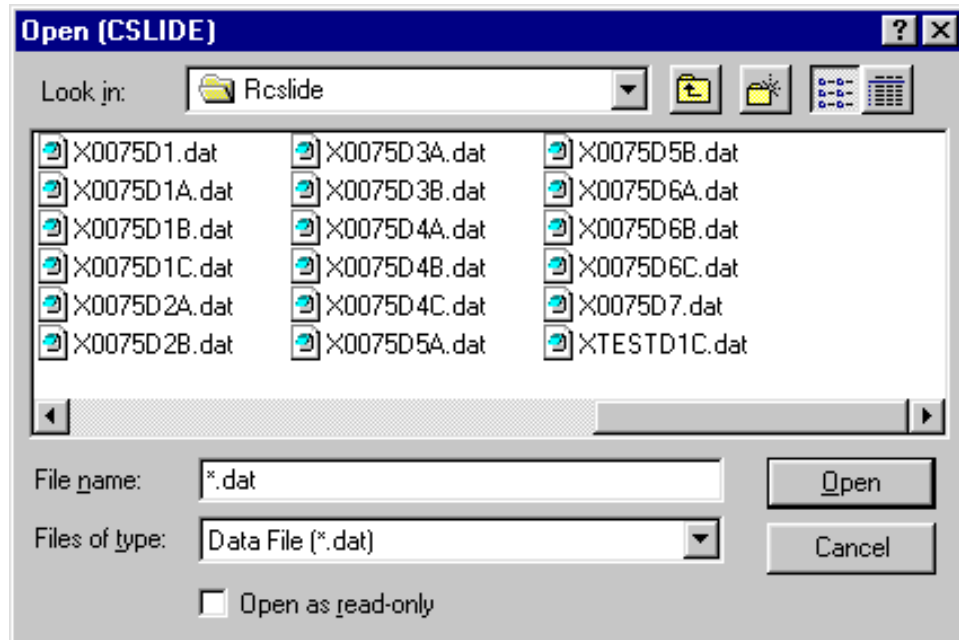 Open (CSLIDE)
Look in: Rcslide
X0075D1.dat X0075D3A.dat X0075D5B.dat
X0075D1A.dat X0075D3B.dat X0075D6A.dat
X0075D1B.dat X0075D4A.dat X0075D6B.dat
X0075D1C.dat X0075D4B.dat X0075D6C.dat
X0075D2A.dat X0075D4C.dat X0075D7.dat
X0075D2B.dat X0075D5A.dat XTESTD1C.dat
File name: *.dat Open
Files of type: Data File (*.dat) Cancel
Open as read-only